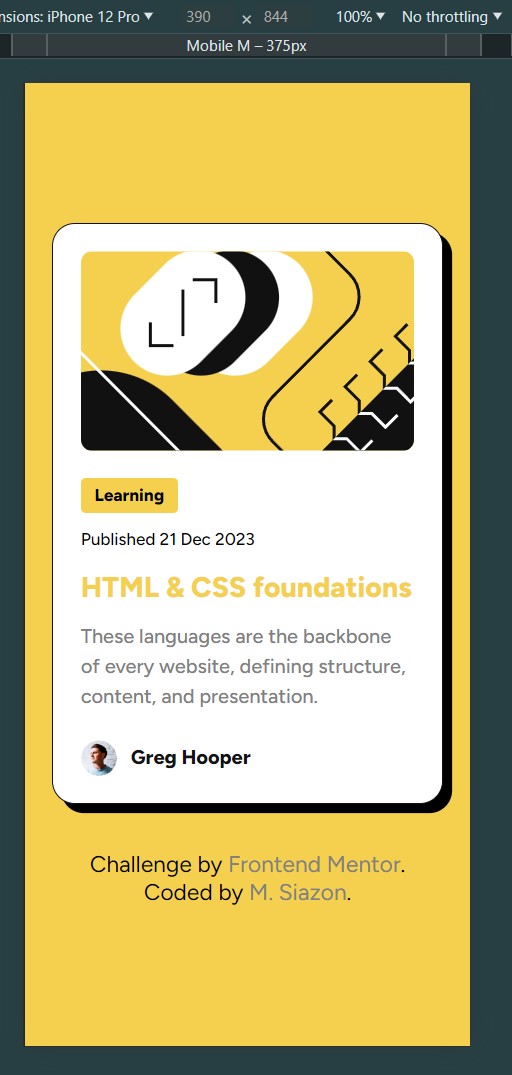 nsions: iPhone 12 Pro ▼ 390 × 844 100% ▼ No throttling ▼
Mobile M – 375px
Learning
Published 21 Dec 2023
HTML & CSS foundations
These languages are the backbone
of every website, defining structure,
content, and presentation.
Greg Hooper
Challenge by Frontend Mentor.
Coded by M. Siazon.